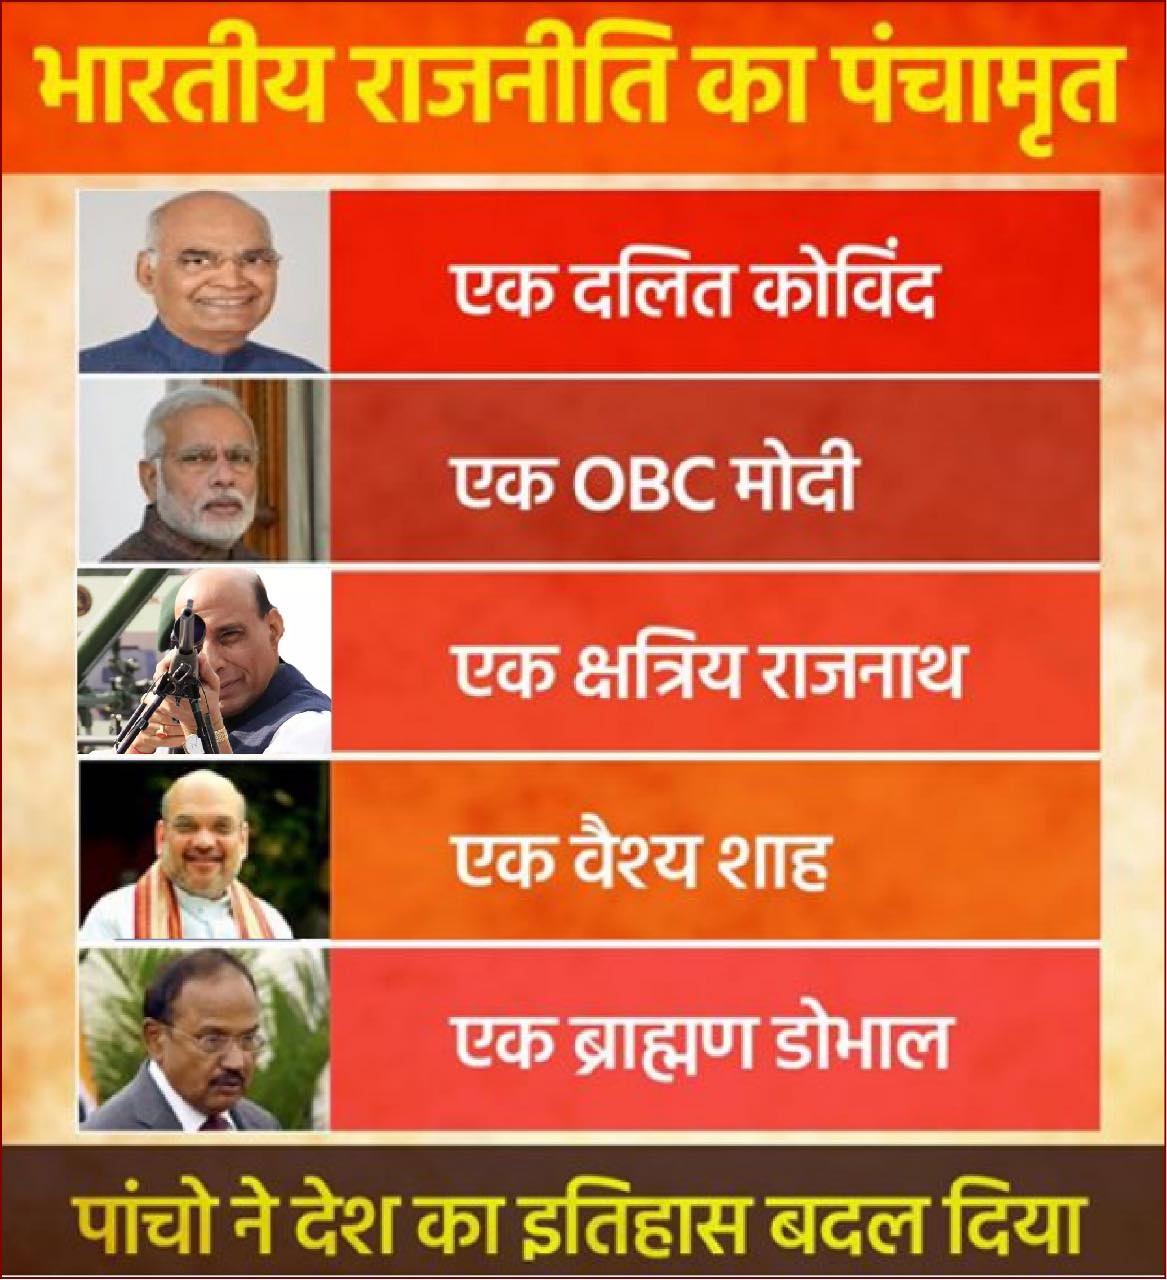 भारतीय राजनीति का पंचामृत
एक दलित कोविंद
एक OBC मोदी
एक क्षत्रिय राजनाथ
एक वैश्य शाह
एक ब्राह्मण डोभाल
पांचो ने देश का इतिहास बदल दिया